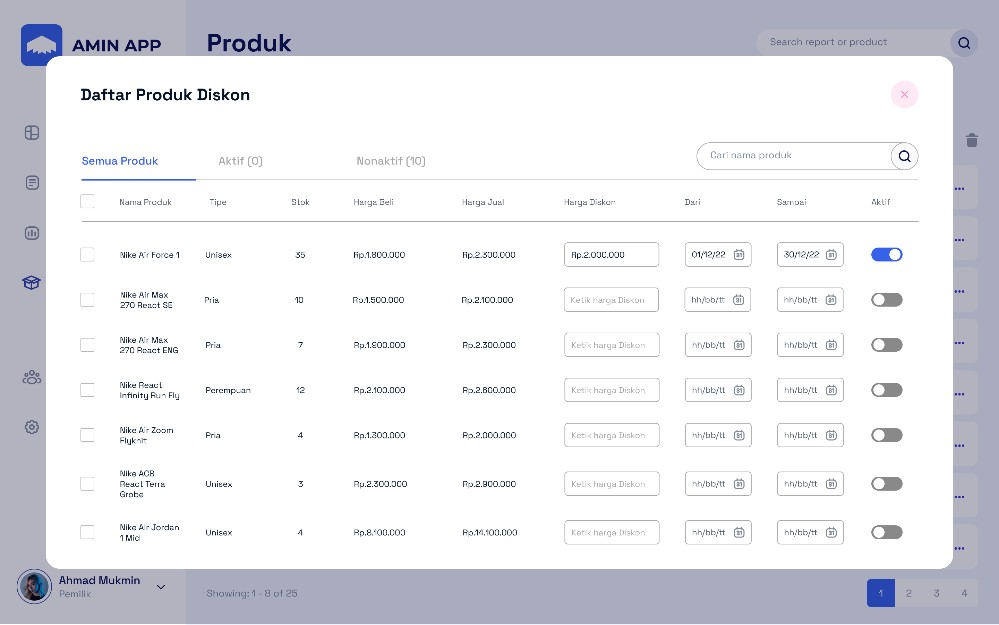 AMIN APP
Produk
Search report or product
Daftar Produk Diskon
Semua Produk
Aktif (0)
Nonaktif (10)
Cari nama produk
Nama Produk Tipe Stok Harga Beli Harga Jual Harga Diskon Dari Sampai Aktif
Nike Air Force 1 Unisex 35 Rp.1.800.000 Rp.2.300.000 Rp.2.000.000 01/12/22 30/12/22
Nike Air Max
270 React SE
Pria 10 Rp.1.500.000 Rp.2.100.000 Ketik harga Diskon hh/bb/tt hh/bb/tt
Nike Air Max
270 React ENG
Pria 7 Rp.1.900.000 Rp.2.300.000 Ketik harga Diskon hh/bb/tt hh/bb/tt
Nike React
Infinity Run Fly
Perempuan 12 Rp.2.100.000 Rp.2.600.000 Ketik harga Diskon hh/bb/tt hh/bb/tt
Nike Air Zoom
Flyknit
Pria 4 Rp.1.300.000 Rp.2.000.000 Ketik harga Diskon hh/bb/tt hh/bb/tt
Nike ACB
React Terra
Grobe
Unisex 3 Rp.2.300.000 Rp.2.900.000 Ketik harga Diskon hh/bb/tt hh/bb/tt
Nike Air Jordan
1 Mid
Unisex 4 Rp.8.100.000 Rp.14.100.000 Ketik harga Diskon hh/bb/tt hh/bb/tt
Ahmad Mukmin
Pemilik
Showing: 1 - 8 of 25
1 2 3 4